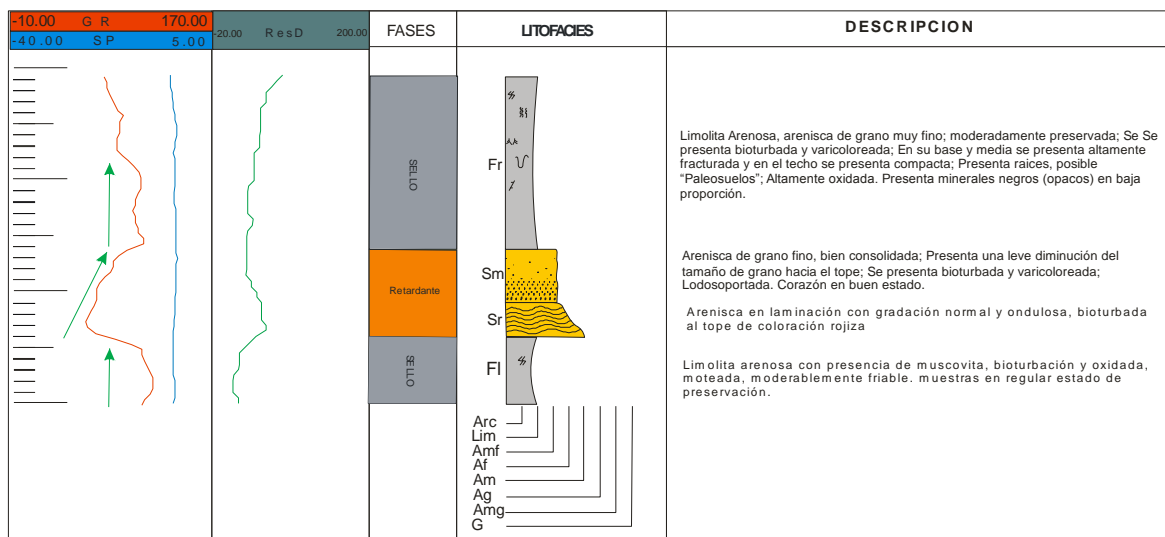 -10.00 G R 170.00
-40.00 SP 5.00
-20.00 ResD 200.00
FASES
LITOFACIES
DESCRIPCION
SELLO
Fr
Limolita Arenosa, arenisca de grano muy fino; moderadamente preservada; Se Se
presenta bioturbada y varicoloreada; En su base y media se presenta altamente
fracturada y en el techo se presenta compacta; Presenta raices, posible
“Paleosuelos”; Altamente oxidada. Presenta minerales negros (opacos) en baja
proporción.
Retardante
Sm
Arenisca de grano fino, bien consolidada; Presenta una leve diminución del
tamaño de grano hacia el tope; Se presenta bioturbada y varicoloreada;
Lodosoportada. Corazón en buen estado.
Sr
Arenisca en laminación con gradación normal y ondulosa, bioturbada
al tope de coloración rojiza
SELLO
Fl
Limolita arenosa con presencia de muscovita, bioturbación y oxidada,
moteada, moderablemente friable. muestras en regular estado de
preservación.
Arc
Lim
Amf
Af
Am
Ag
Amg
G